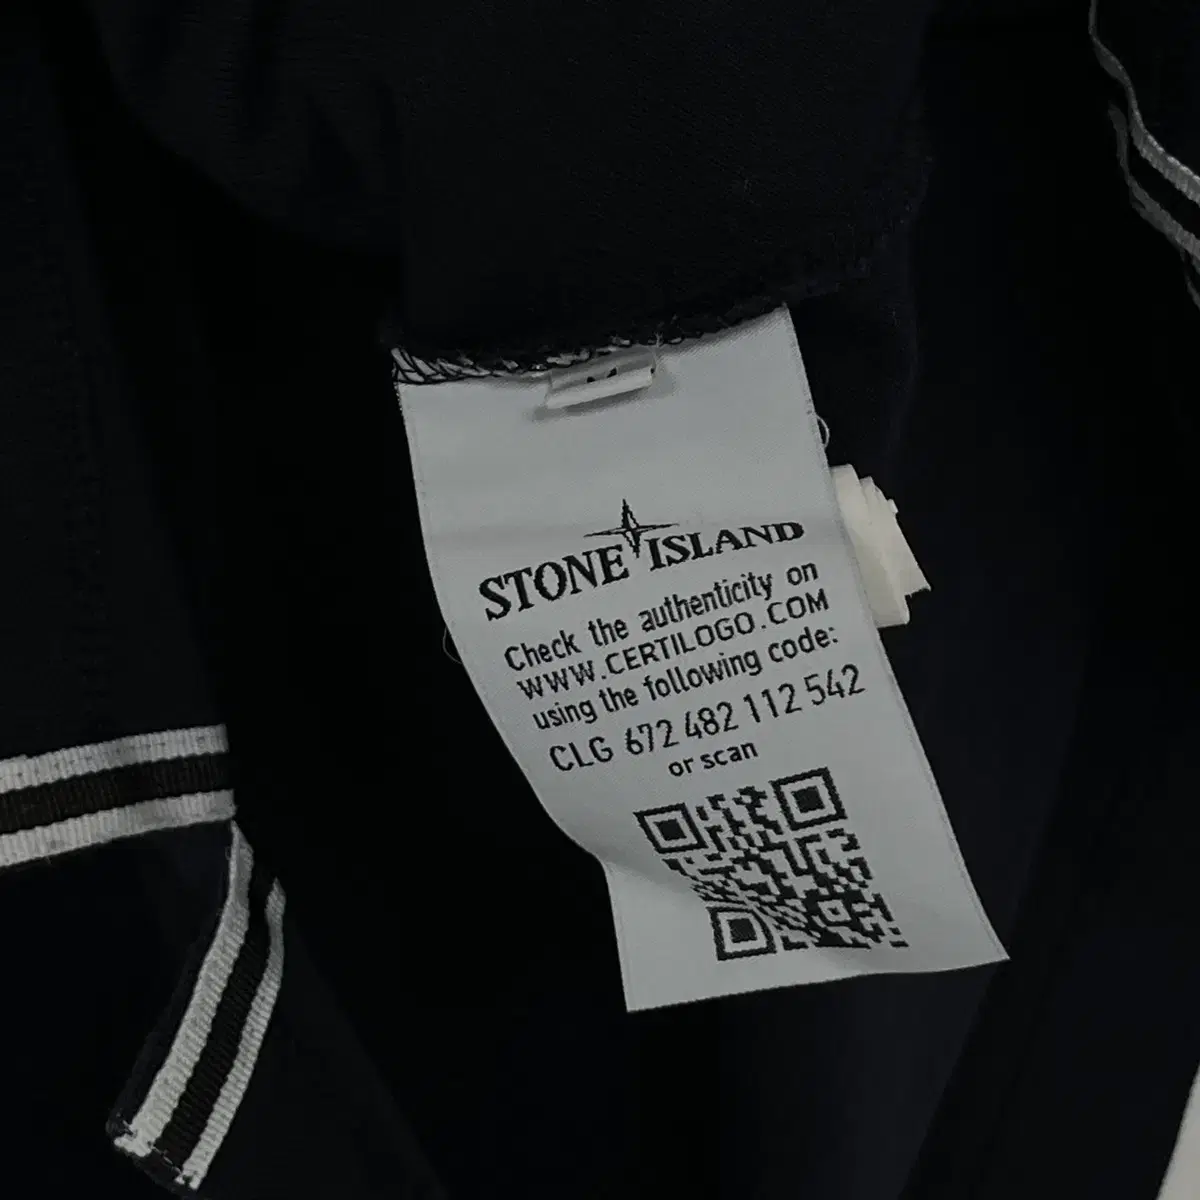 STONE ISLAND
Check the authenticity on
WWW.CERTILOGO.COM
using the following code:
CLG 672 482 112 542
or scan